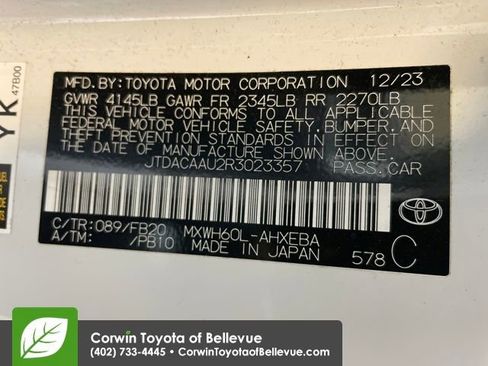 MFD. BY: TOYOTA MOTOR CORPORATION 12/23
GVWR 4145LB GAWR FR 2345LB RR 2270LB
THIS VEHICLE CONFORMS TO ALL APPLICABLE
FEDERAL MOTOR VEHICLE SAFETY, BUMPER, AND
THEFT PREVENTION STANDARDS IN EFFECT ON
THE DATE OF MANUFACTURE SHOWN ABOVE.
JTDACAAU2R3023357 PASS. CAR
C/TR: 089/FB20 MXWH60L-AHXEBA
A/TM: /PB10 MADE IN JAPAN 578 C
TOYOTA
YK 47B00
Corwin Toyota of Bellevue
(402) 733-4445 • CorwinToyotaofBellevue.com